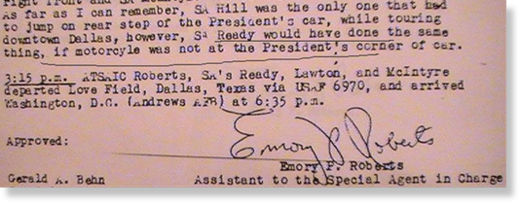 right front and SA
As far as I can remember, SA Hill was the only one that had
to jump on rear step of the President's car, while touring
downtown Dallas, however, SA Ready would have done the same
thing, if motorcyle was not at the President's corner of car.
3:15 p.m. ATSAIC Roberts, SA's Ready, Lawton, and McIntyre
departed Love Field, Dallas, Texas via USAF 6970, and arrived
Washington, D.C. (Andrews AFB) at 6:35 p.m.
Emory P Roberts
Approved:
Emory P. Roberts
Gerald A. Behn Assistant to the Special Agent in Charge